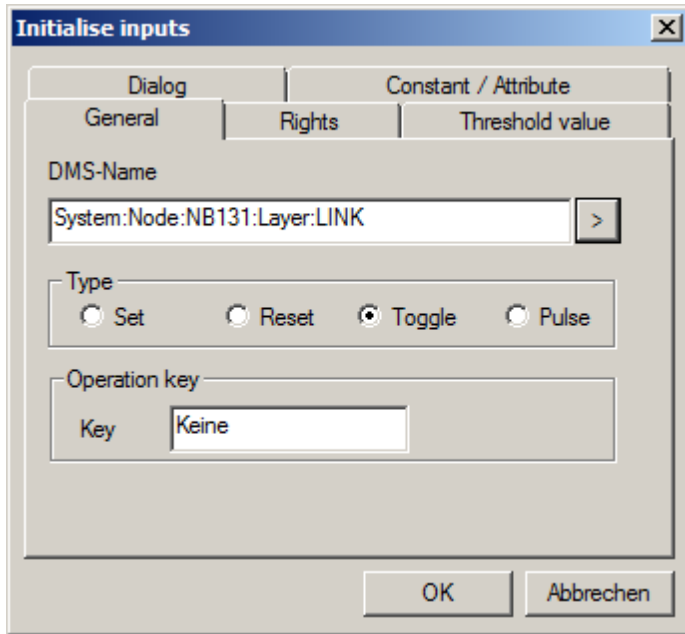 Initialise inputs
Dialog Constant / Attribute
General Rights Threshold value
DMS-Name
System:Node:NB131:Layer:LINK >
Type
Set Reset Toggle Pulse
Operation key
Key Keine
OK Abbrechen